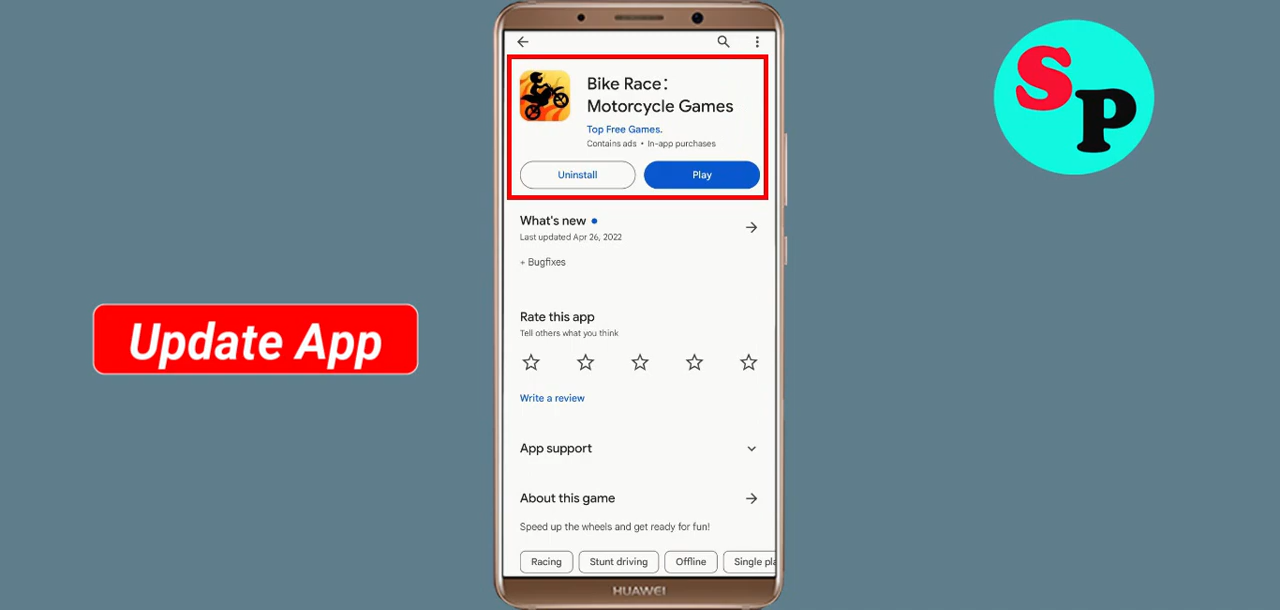 Bike Race:
Motorcycle Games
Top Free Games.
Contains ads • In-app purchases
Uninstall
Play
What's new
Last updated Apr 26, 2022
+ Bugfixes
Rate this app
Tell others what you think
Write a review
App support
About this game
Speed up the wheels and get ready for fun!
Racing
Stunt driving
Offline
Single pla
HUAWEI
Update App
SP